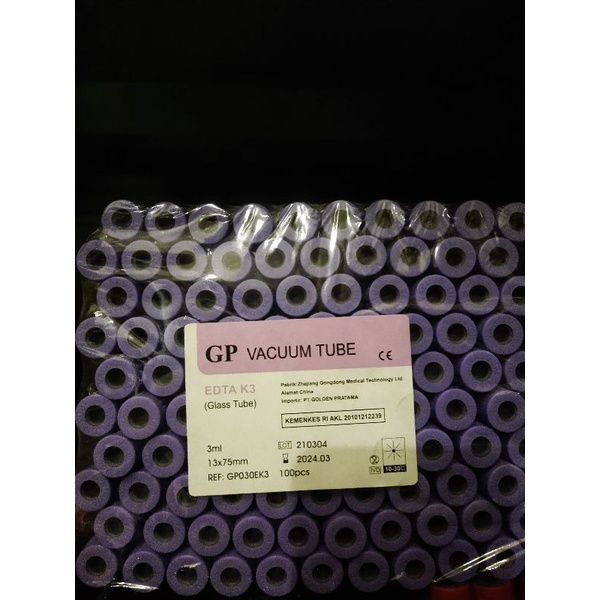 GP VACUUM TUBE
CE
EDTA K3
(Glass Tube)
Pabrik:Zhejiang Gongdong Medical Technology Ltd
Alamat:China
Importir: PT.GOLDEN PRATAMA
KEMENKES RI AKL 20101212239
3ml
13x75mm
REF: GP030EK3
LOT 210304
2024.03
100pcs
IVD
10-30℃